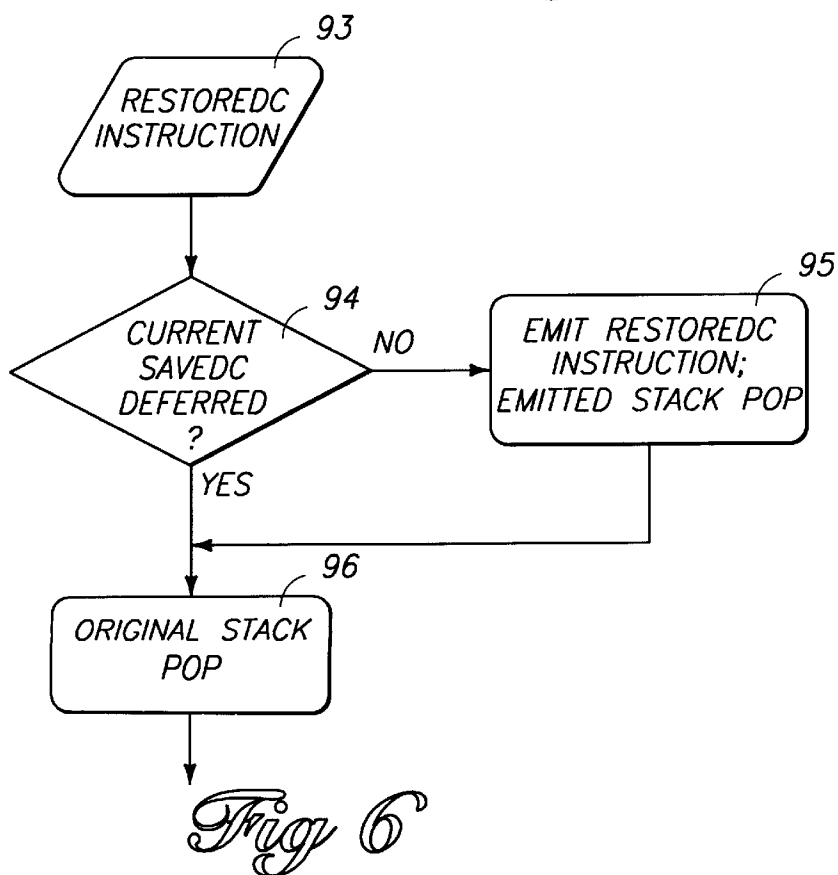 93
RESTOREDC
INSTRUCTION
94
CURRENT
SAVEDC
DEFERRED
?
NO
YES
95
EMIT RESTOREDC
INSTRUCTION;
EMITTED STACK POP
96
ORIGINAL STACK
POP
Fig 6